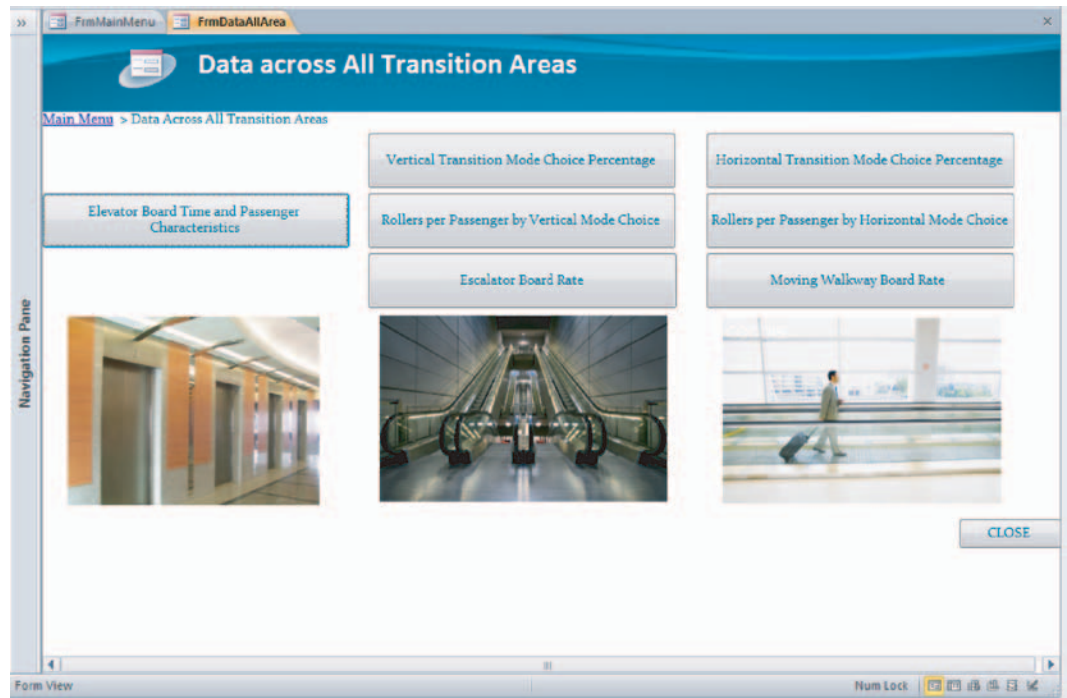 FrmMainMenu FrmDataAllArea
Data across All Transition Areas
Main Menu > Data Across All Transition Areas
Vertical Transition Mode Choice Percentage
Horizontal Transition Mode Choice Percentage
Elevator Board Time and Passenger
Characteristics
Rollers per Passenger by Vertical Mode Choice
Rollers per Passenger by Horizontal Mode Choice
Escalator Board Rate
Moving Walkway Board Rate
Navigation Pane
CLOSE
Form View
Num Lock